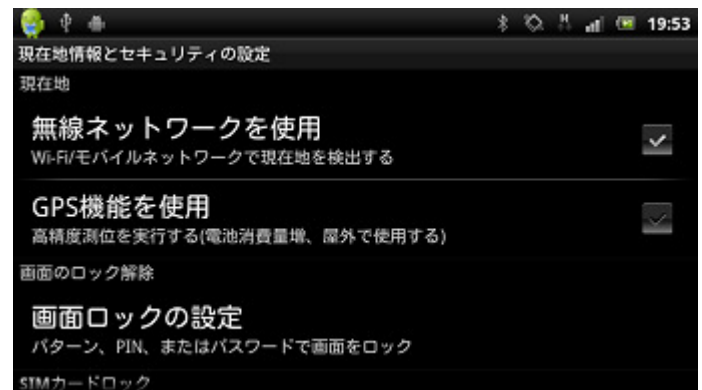 19:53
現在地情報とセキュリティの設定
現在地
無線ネットワークを使用
Wi-Fi/モバイルネットワークで現在地を検出する
GPS機能を使用
高精度測位を実行する(電池消費量増、屋外で使用する)
画面のロック解除
画面ロックの設定
パターン、PIN、またはパスワードで画面をロック
SIMカードロック